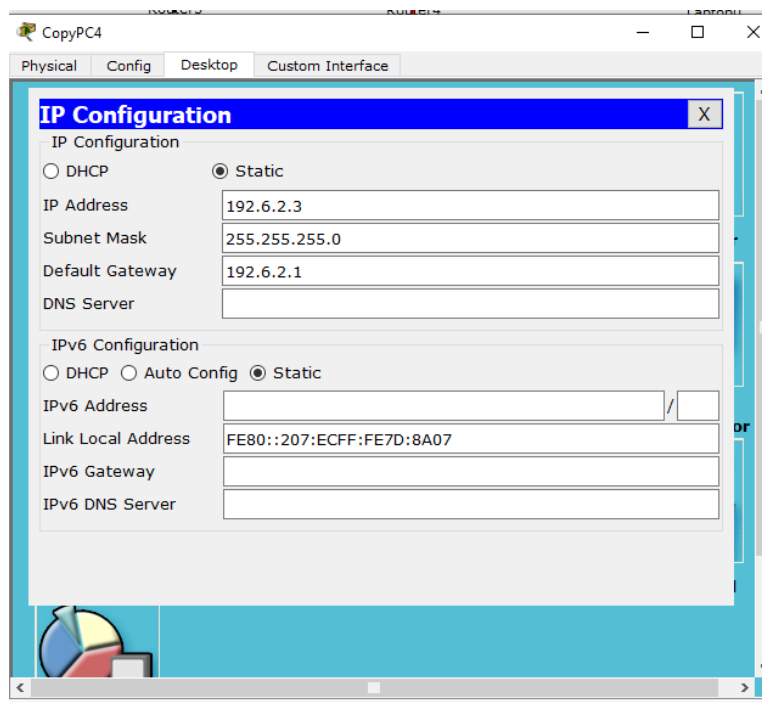 CopyPC4
Physical Config Desktop Custom Interface
IP Configuration X
IP Configuration
DHCP Static
IP Address 192.6.2.3
Subnet Mask 255.255.255.0
Default Gateway 192.6.2.1
DNS Server
IPv6 Configuration
DHCP Auto Config Static
IPv6 Address /
Link Local Address FE80::207:ECFF:FE7D:8A07
IPv6 Gateway
IPv6 DNS Server
or